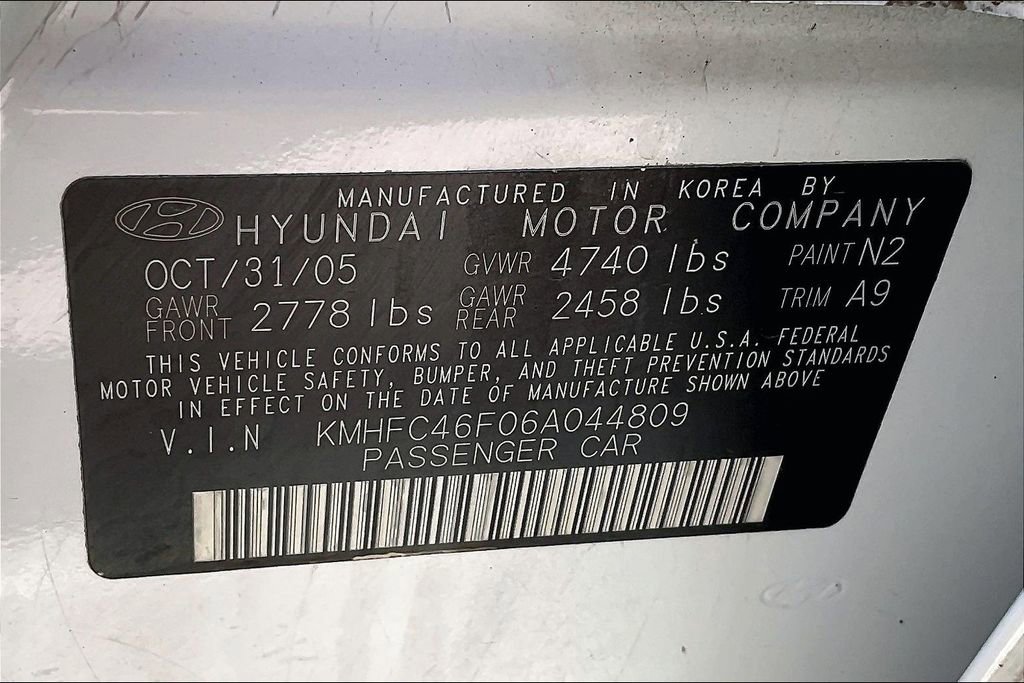 MANUFACTURED IN KOREA BY
HYUNDAI MOTOR COMPANY
OCT/31/05 GVWR 4740 lbs PAINT N2
GAWR FRONT 2778 lbs GAWR REAR 2458 lbs TRIM A9
THIS VEHICLE CONFORMS TO ALL APPLICABLE U.S.A. FEDERAL
MOTOR VEHICLE SAFETY, BUMPER, AND THEFT PREVENTION STANDARDS
IN EFFECT ON THE DATE OF MANUFACTURE SHOWN ABOVE
V.I.N KMHFC46F06A044809
PASSENGER CAR